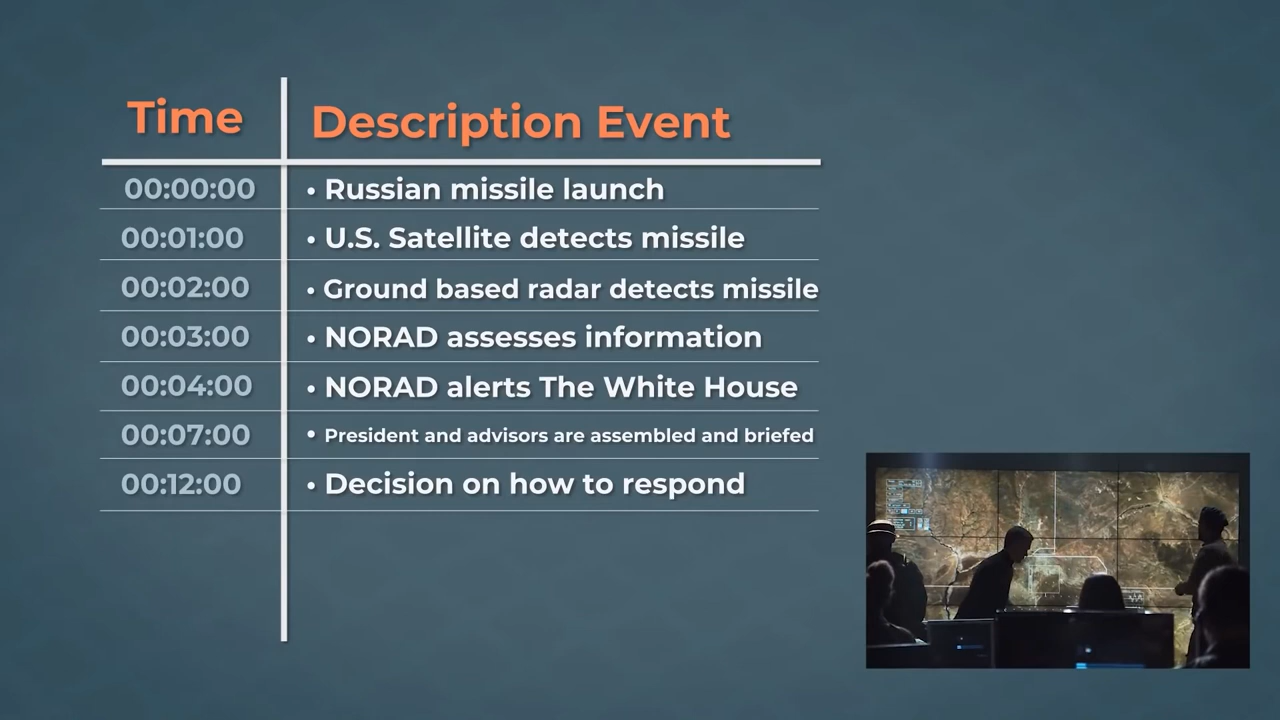 Time Description Event
00:00:00 • Russian missile launch
00:01:00 • U.S. Satellite detects missile
00:02:00 • Ground based radar detects missile
00:03:00 • NORAD assesses information
00:04:00 • NORAD alerts The White House
00:07:00 • President and advisors are assembled and briefed
00:12:00 • Decision on how to respond